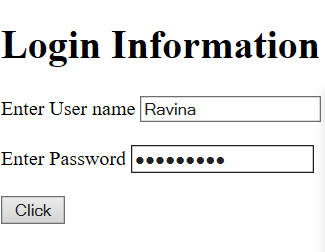 Login Information
Enter User name Ravina
Enter Password •••••••••
Click